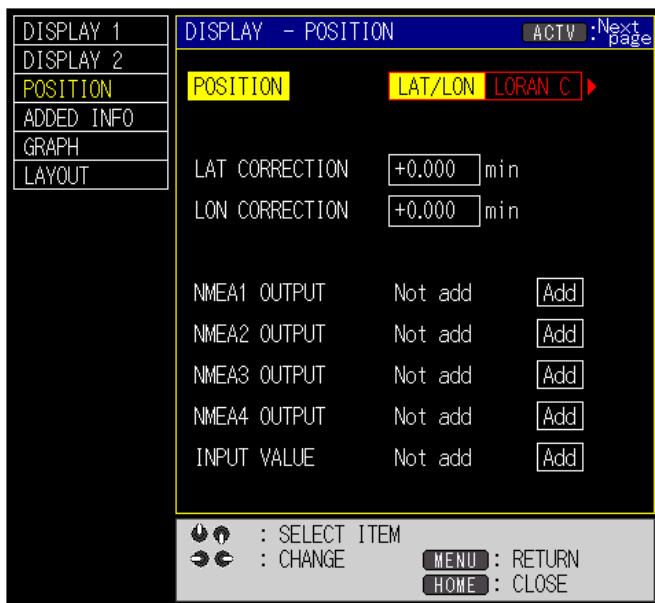 DISPLAY 1
DISPLAY 2
POSITION
ADDED INFO
GRAPH
LAYOUT
DISPLAY - POSITION ACTV :Next page
POSITION LAT/LON LORAN C
LAT CORRECTION +0.000 min
LON CORRECTION +0.000 min
NMEA1 OUTPUT Not add Add
NMEA2 OUTPUT Not add Add
NMEA3 OUTPUT Not add Add
NMEA4 OUTPUT Not add Add
INPUT VALUE Not add Add
: SELECT ITEM
: CHANGE MENU : RETURN
HOME : CLOSE